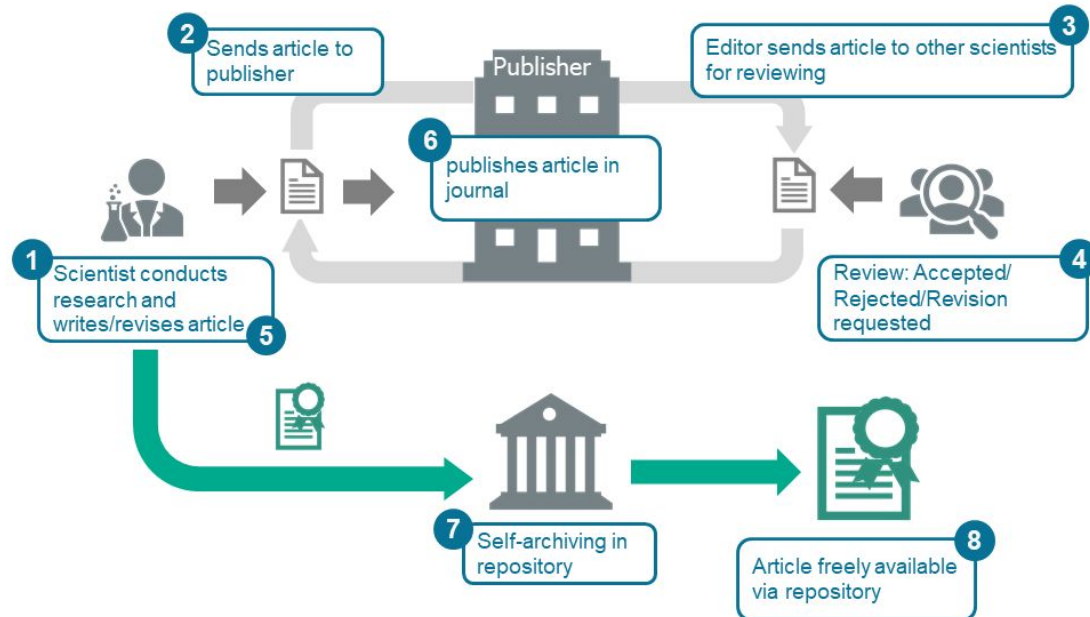 2
Sends article to
publisher
Publisher
3
Editor sends article to other scientists
for reviewing
6
publishes article in
journal
1
Scientist conducts
research and
writes/revises article
5
4
Review: Accepted/
Rejected/Revision
requested
7
Self-archiving in
repository
8
Article freely available
via repository